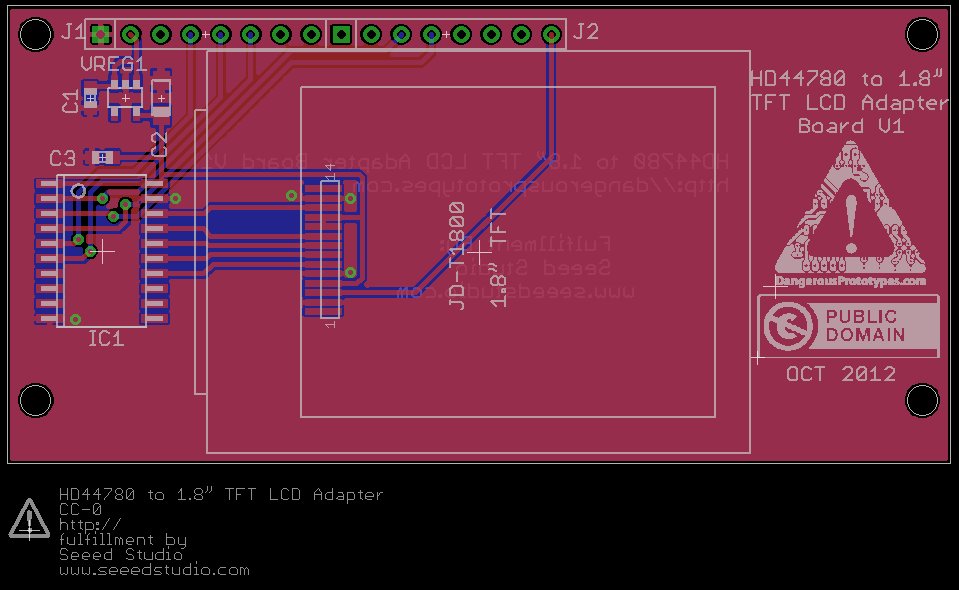 J1
J2
VREG1
C1
C2
C3
IC1
14
1
HD44780 to 1.8” TFT LCD Adapter Board V1
http://dangerousprototypes.com
Fulfillment by:
Seeed Studio
www.seeedstudio.com
JD-T1800
1.8” TFT
HD44780 to 1.8”
TFT LCD Adapter
Board V1
DangerousPrototypes.com
PUBLIC
DOMAIN
OCT 2012
HD44780 to 1.8” TFT LCD Adapter
CC-0
http://
fulfillment by
Seeed Studio
www.seeedstudio.com